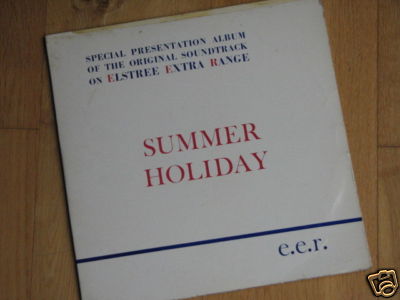 SPECIAL PRESENTATION ALBUM
OF THE ORIGINAL SOUNDTRACK
ON ELSTREE EXTRA RANGE
SUMMER
HOLIDAY
e.e.r.